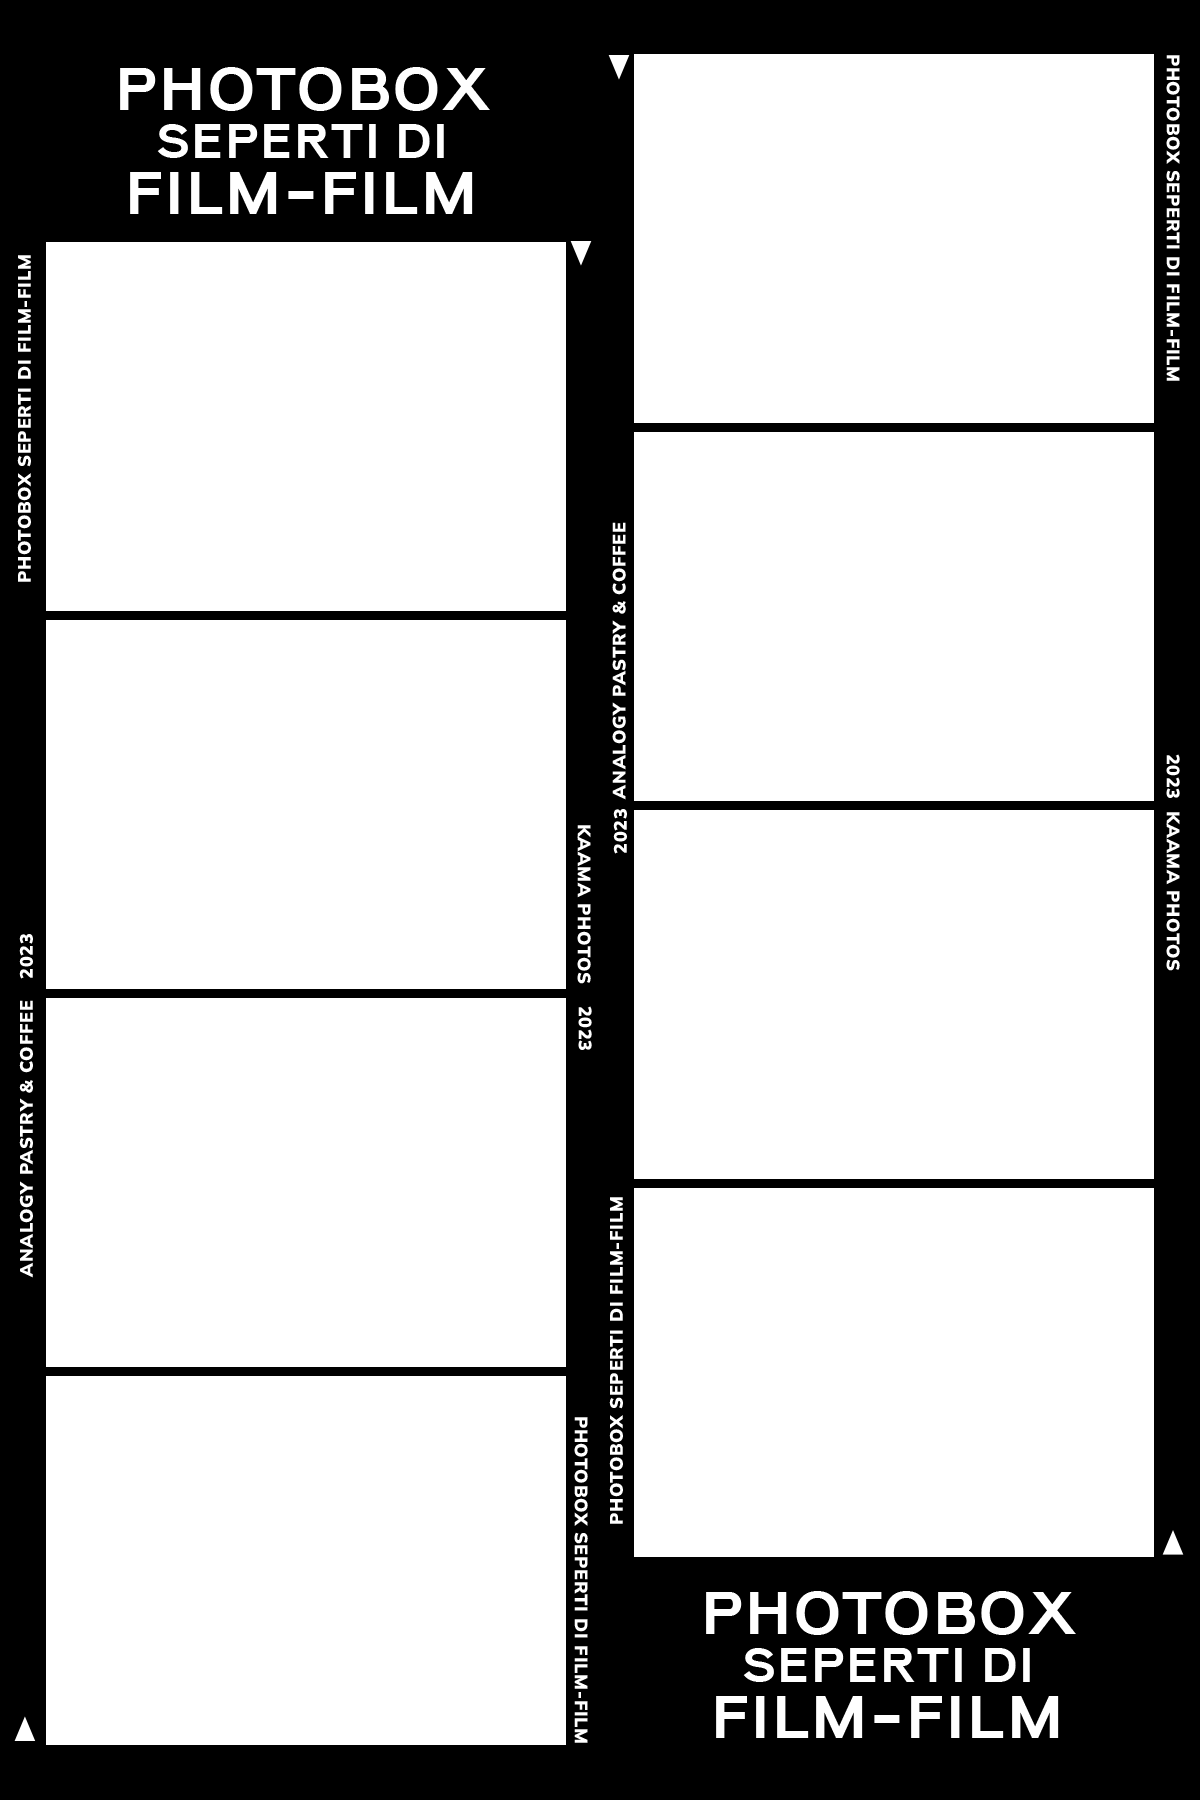 PHOTOBOX
SEPERTI DI
FILM-FILM
PHOTOBOX SEPERTI DI FILM-FILM
ANALOGY PASTRY & COFFEE 2023
KAAMA PHOTOS 2023
PHOTOBOX SEPERTI DI FILM-FILM
2023 ANALOGY PASTRY & COFFEE
PHOTOBOX SEPERTI DI FILM-FILM
PHOTOBOX SEPERTI DI FILM-FILM
2023 KAAMA PHOTOS
PHOTOBOX
SEPERTI DI
FILM-FILM